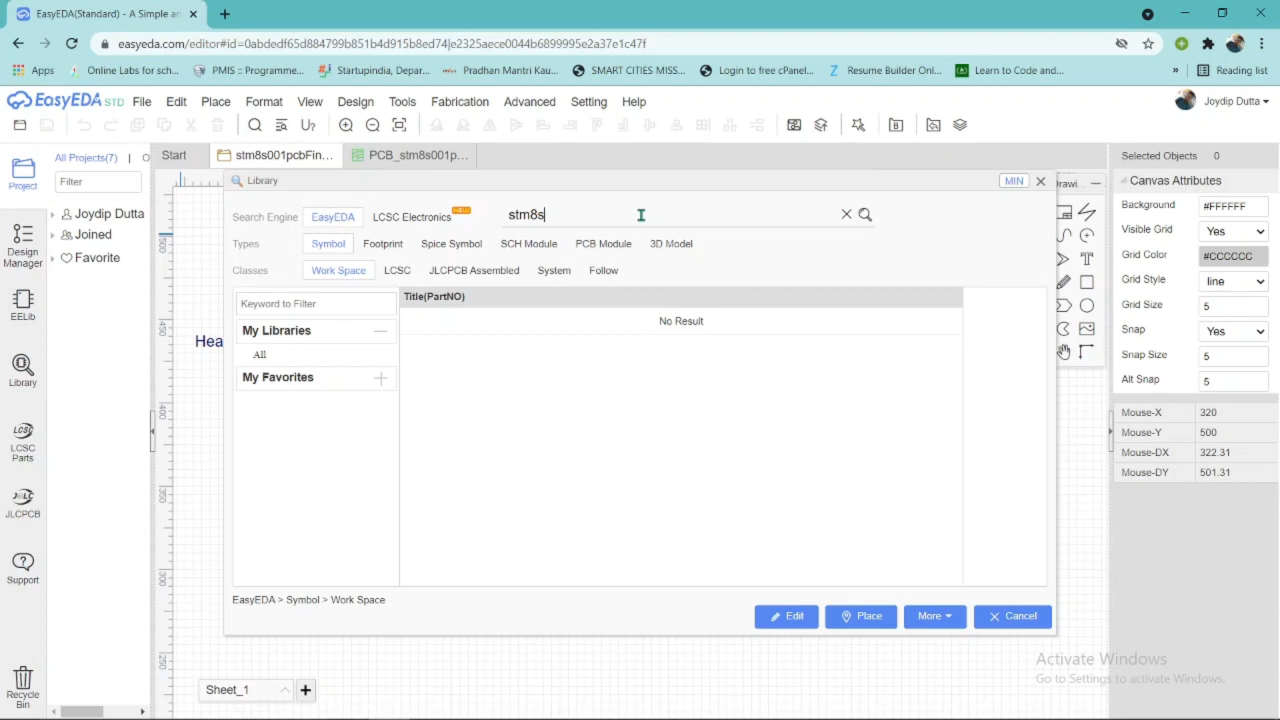 EasyEDA(Standard) - A Simple an
easyeda.com/editor#id=0abdedf65d884799b851b4d915b8ed74|e2325aece0044b6899995e2a37e1c47f
Apps Online Labs for sch... PMIS :: Programme... Startupindia, Depar... Pradhan Mantri Kau... SMART CITIES MISS... Login to free cPanel... Resume Builder Onl... Learn to Code and... » Reading list
EasyEDA STD File Edit Place Format View Design Tools Fabrication Advanced Setting Help Joydip Dutta
All Projects(7) | O Start stm8s001pcbFin... PCB_stm8s001p... Selected Objects 0
Project
Filter
Joydip Dutta
Joined
Favorite
Design Manager
EELib
Library
LCSC
LCSC Parts
JLCPCB
Support
Recycle Bin
500
450
400
350
300
250
Hea
Library MIN
Search Engine EasyEDA LCSC Electronics NEW stm8s
Types Symbol Footprint Spice Symbol SCH Module PCB Module 3D Model
Classes Work Space LCSC JLCPCB Assembled System Follow
Keyword to Filter
My Libraries
All
My Favorites
Title(PartNO)
No Result
EasyEDA > Symbol > Work Space
Edit Place More Cancel
Canvas Attributes
Background #FFFFFF
Visible Grid Yes
Grid Color #CCCCCC
Grid Style line
Grid Size 5
Snap Yes
Snap Size 5
Alt Snap 5
Mouse-X 320
Mouse-Y 500
Mouse-DX 322.31
Mouse-DY 501.31
Activate Windows
Go to Settings to activate Windows.
Sheet_1